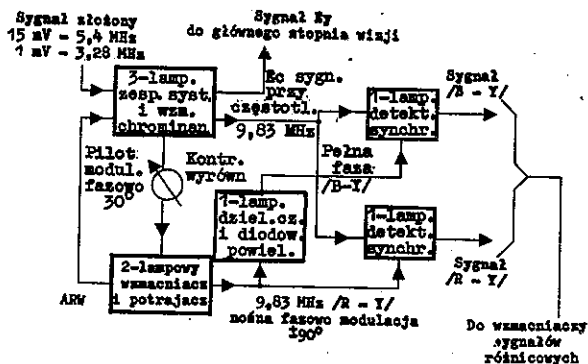 Sygnał złożony
15 mV - 5,4 MHz
1 mV - 3,28 MHz
Sygnał Ey
do głównego stopnia wizji
3-lamp.
zesp. syst.
i wzm.
chrominan.
Ec sygn.
przy
częstotl.
9,83 MHz
1-lamp.
detekt.
synchr.
Sygnał
/B - Y/
Pilot
modul.
fazowo
30°
Kontr.
wyrówn
Pełna
faza
/B-Y/
1-lamp.
dziel.cz.
i diodow.
powiel.
1-lamp.
detekt.
synchr.
Sygnał
/R - Y/
2-lampowy
wzmacniacz
i potrajacz
ARW
9,83 MHz /R - Y/
nośna fazowo modulacja
±90°
Do wzmacniaczy
sygnałów
różnicowych